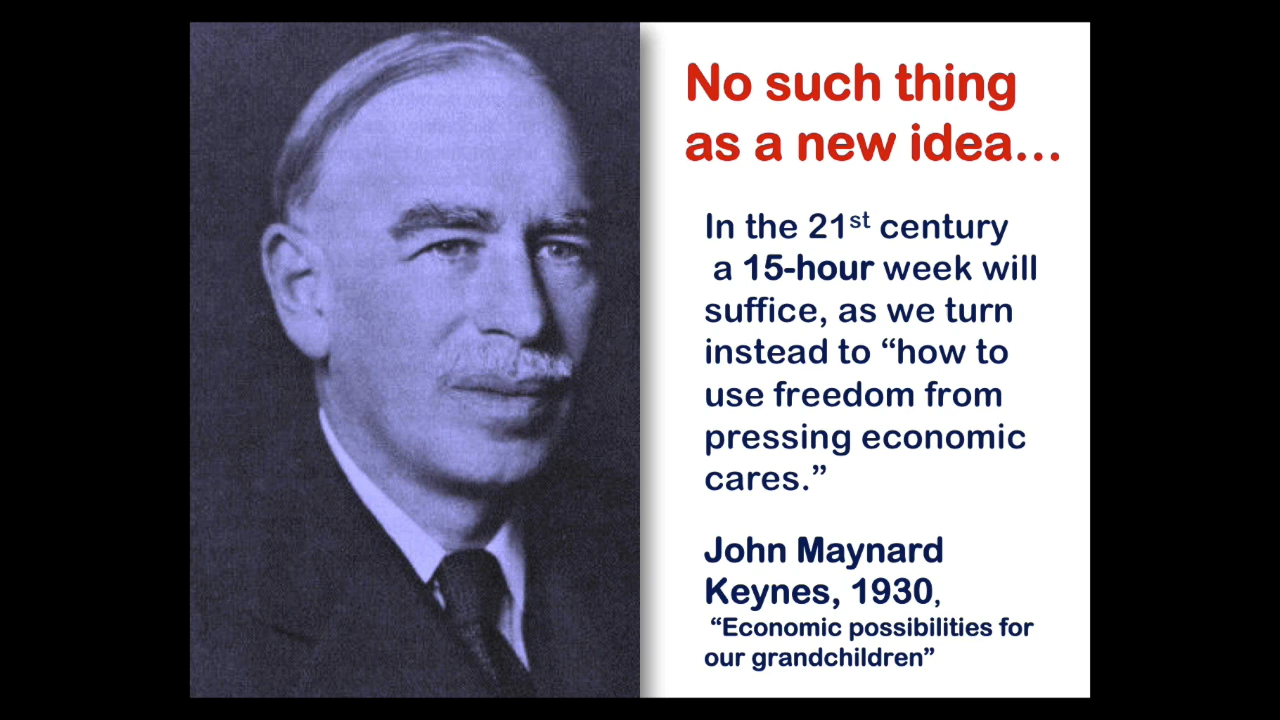 No such thing
as a new idea...
In the 21st century
a 15-hour week will
suffice, as we turn
instead to “how to
use freedom from
pressing economic
cares.”
John Maynard
Keynes, 1930,
“Economic possibilities for
our grandchildren”